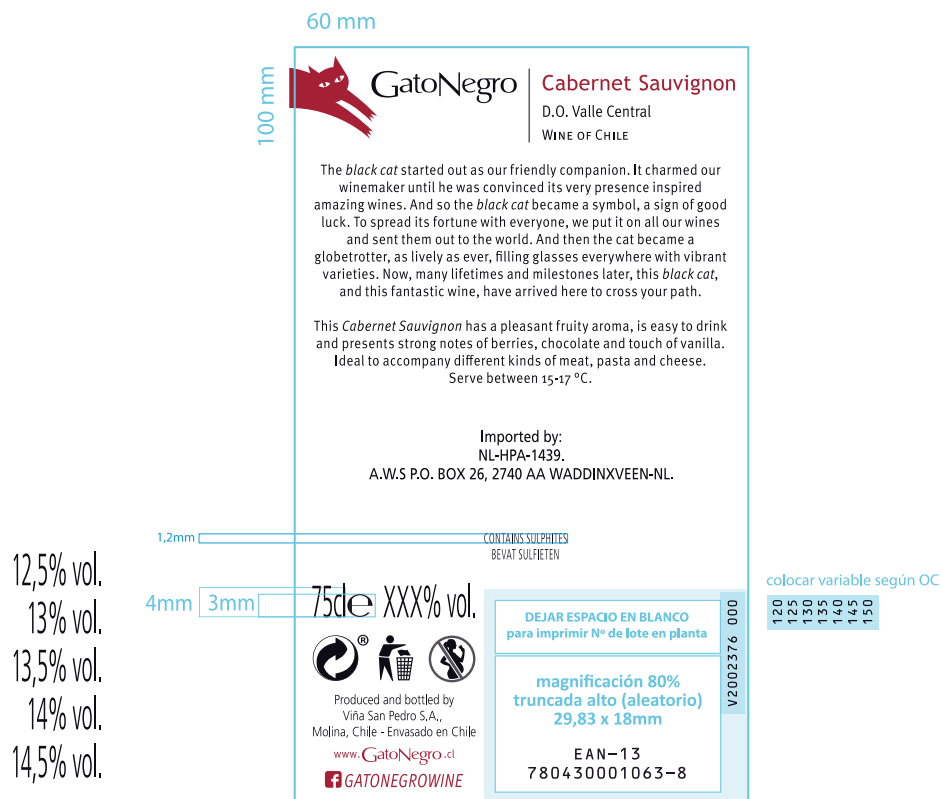 60 mm
100 mm
GatoNegro
Cabernet Sauvignon
D.O. Valle Central
WINE OF CHILE
The black cat started out as our friendly companion. It charmed our
winemaker until he was convinced its very presence inspired
amazing wines. And so the black cat became a symbol, a sign of good
luck. To spread its fortune with everyone, we put it on all our wines
and sent them out to the world. And then the cat became a
globetrotter, as lively as ever, filling glasses everywhere with vibrant
varieties. Now, many lifetimes and milestones later, this black cat,
and this fantastic wine, have arrived here to cross your path.
This Cabernet Sauvignon has a pleasant fruity aroma, is easy to drink
and presents strong notes of berries, chocolate and touch of vanilla.
Ideal to accompany different kinds of meat, pasta and cheese.
Serve between 15-17 ºC.
Imported by:
NL-HPA-1439.
A.W.S P.O. BOX 26, 2740 AA WADDINXVEEN-NL.
1,2mm
CONTAINS SULPHITES
BEVAT SULFIETEN
12,5% vol.
13% vol.
13,5% vol.
14% vol.
14,5% vol.
4mm
3mm
75cl e XXX% vol.
®
Produced and bottled by
Viña San Pedro S.A.,
Molina, Chile - Envasado en Chile
www.GatoNegro.cl
GATONEGROWINE
DEJAR ESPACIO EN BLANCO
para imprimir Nº de lote en planta
magnificación 80%
truncada alto (aleatorio)
29,83 x 18mm
EAN-13
780430001063-8
V2002376 000
colocar variable según OC
120
125
130
135
140
145
150